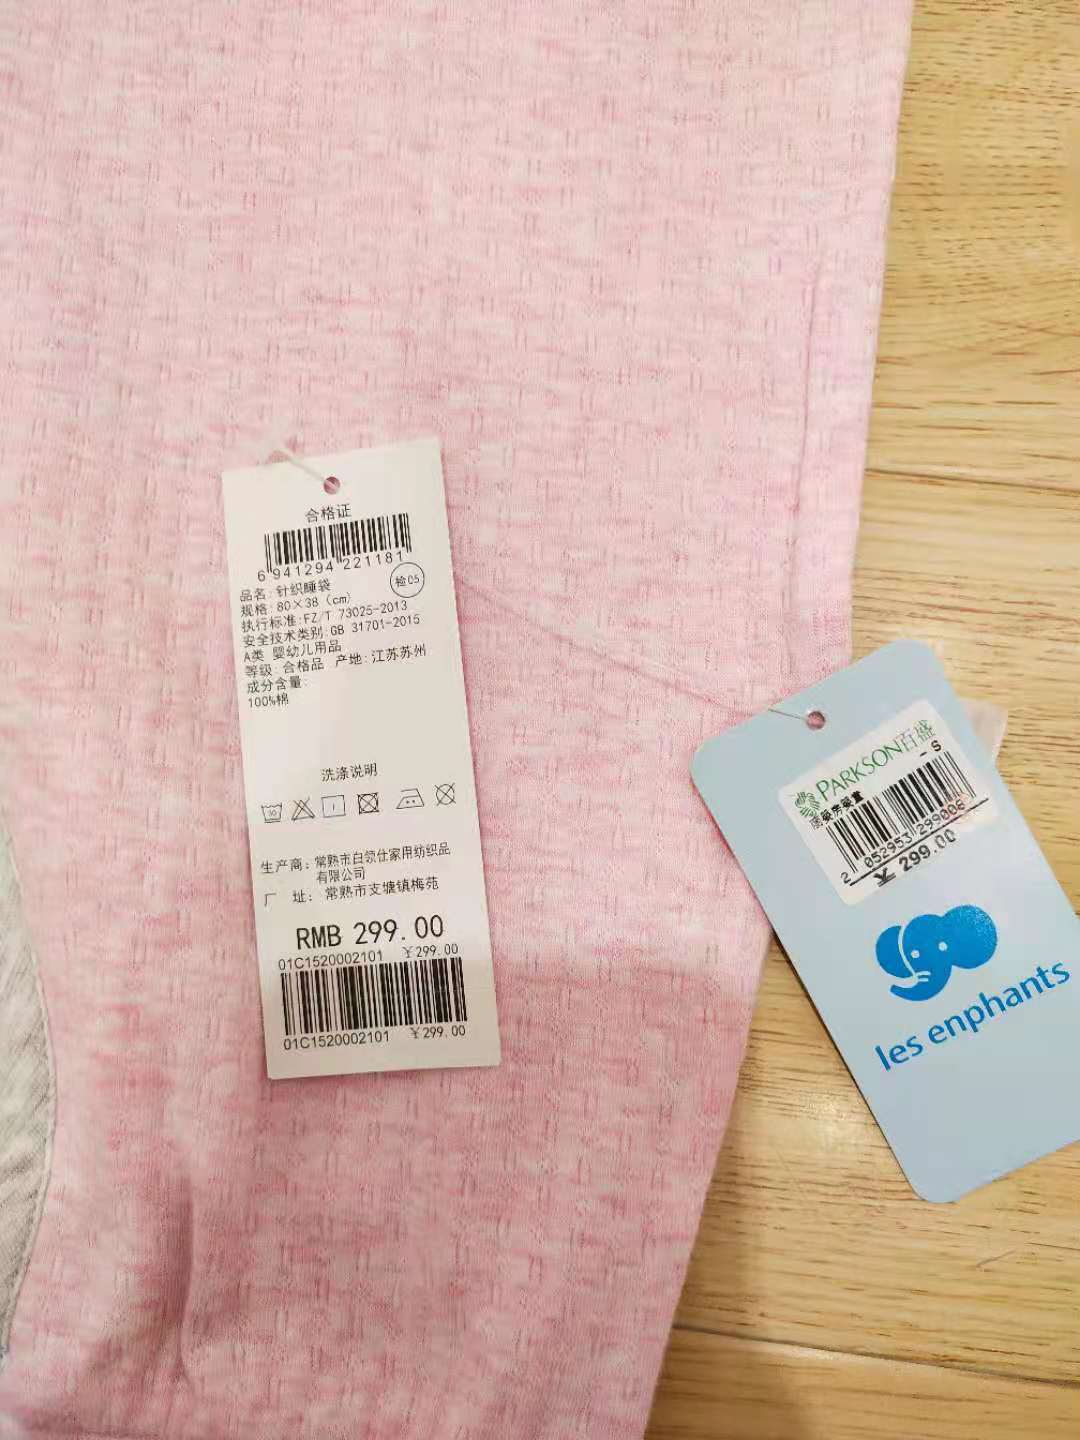 合格证
6 941294 221181
品名:针织睡袋
检05
规格:80×38 (cm)
执行标准:FZ/T 73025-2013
安全技术类别:GB 31701-2015
A类 婴幼儿用品
等级:合格品 产地:江苏苏州
成分含量:
100%棉
洗涤说明
生产商:常熟市白领仕家用纺织品
有限公司
厂 址: 常熟市支塘镇梅苑
RMB 299.00
01C1520002101 ￥299.00
01C1520002101 ￥299.00
PARKSON百盛
-S
2 052953 299008
299.00
les enphants